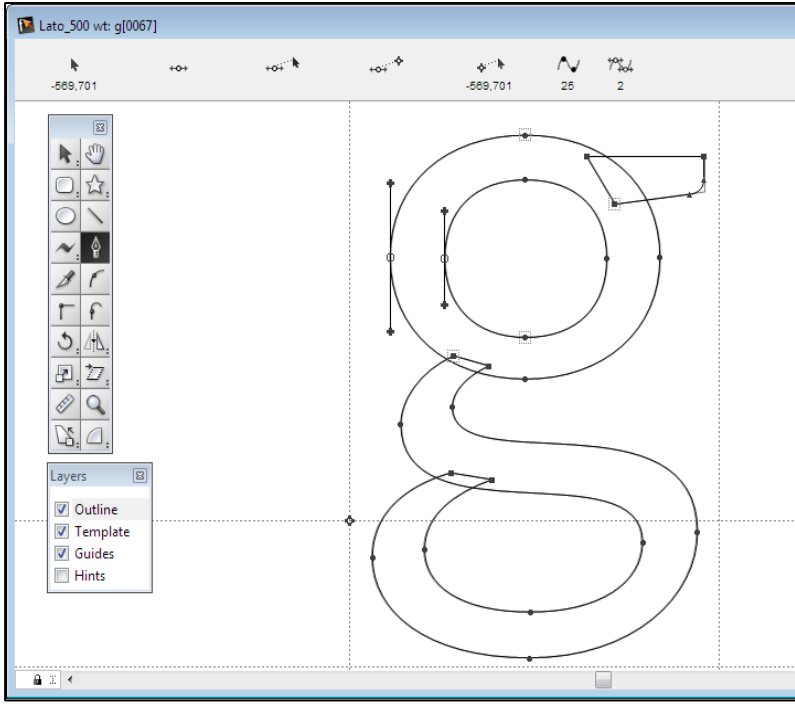 Lato_500 wt: g[0067]
-569,701
-569,701
25
2
Layers
Outline
Template
Guides
Hints